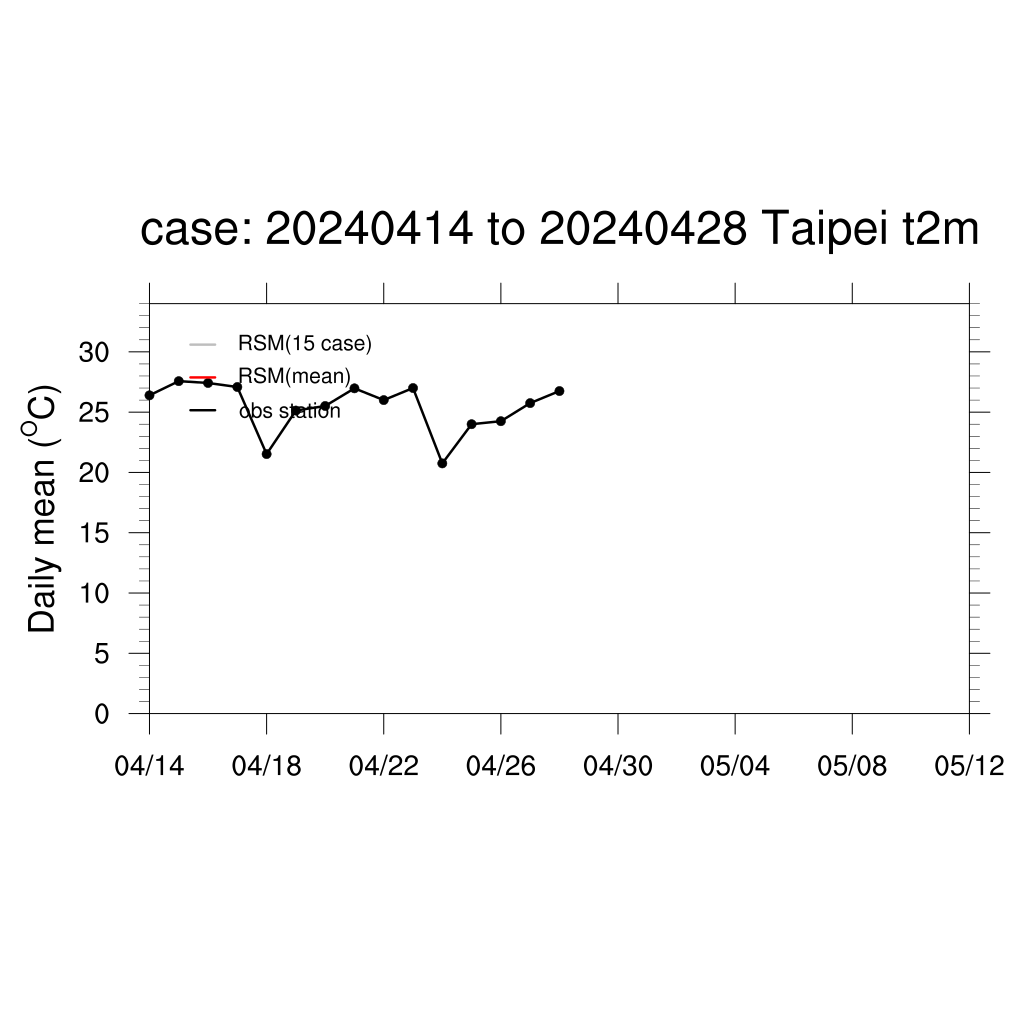 case: 20240414 to 20240428 Taipei t2m
RSM(15 case)
RSM(mean)
obs station
Daily mean (°C)
30
25
20
15
10
5
0
04/14 04/18 04/22 04/26 04/30 05/04 05/08 05/12